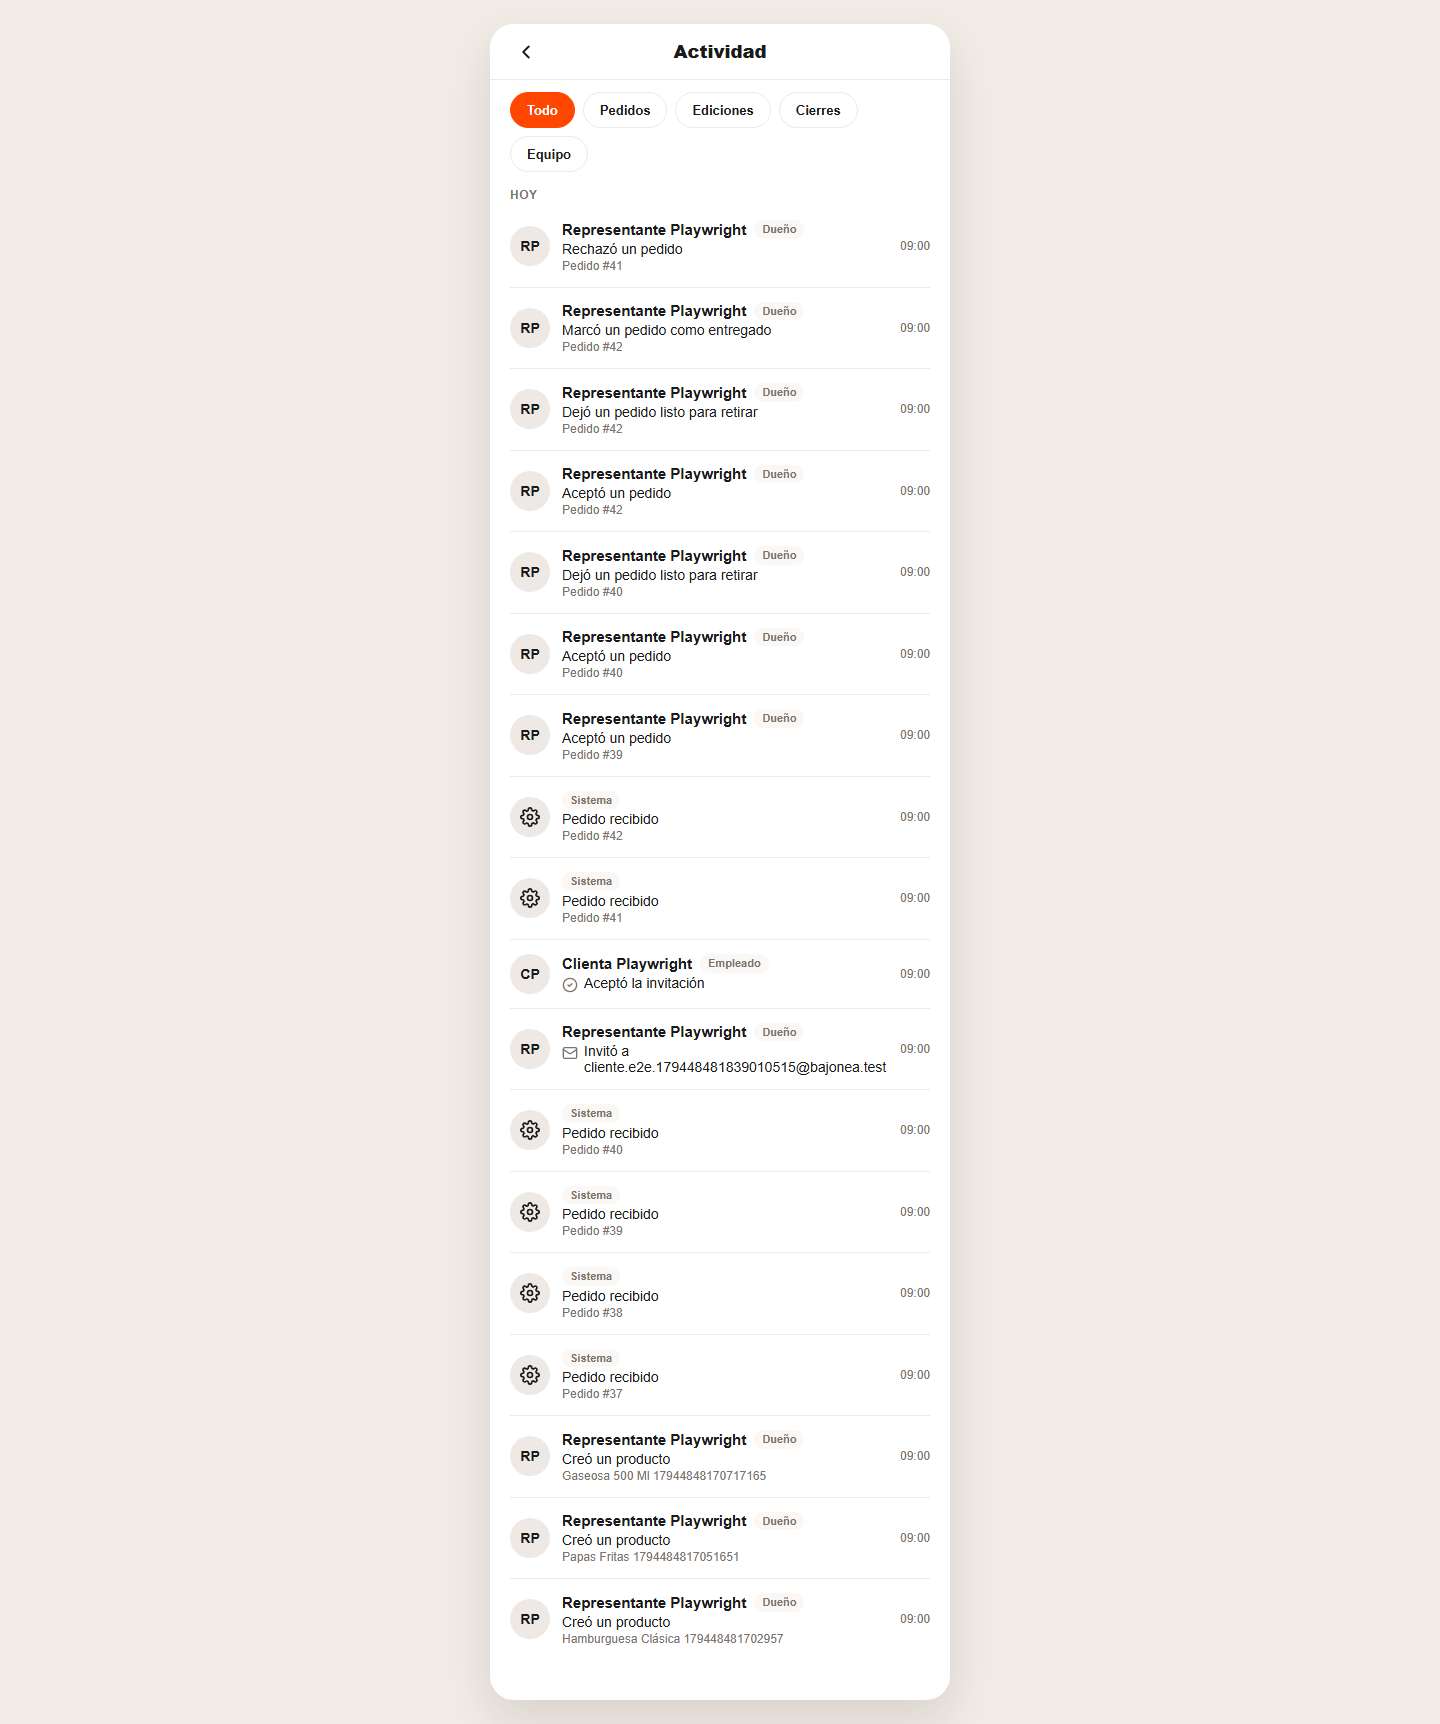 Actividad
Todo
Pedidos
Ediciones
Cierres
Equipo
HOY
RP
Representante Playwright
Dueño
Rechazó un pedido
Pedido #41
09:00
RP
Representante Playwright
Dueño
Marcó un pedido como entregado
Pedido #42
09:00
RP
Representante Playwright
Dueño
Dejó un pedido listo para retirar
Pedido #42
09:00
RP
Representante Playwright
Dueño
Aceptó un pedido
Pedido #42
09:00
RP
Representante Playwright
Dueño
Dejó un pedido listo para retirar
Pedido #40
09:00
RP
Representante Playwright
Dueño
Aceptó un pedido
Pedido #40
09:00
RP
Representante Playwright
Dueño
Aceptó un pedido
Pedido #39
09:00
Sistema
Pedido recibido
Pedido #42
09:00
Sistema
Pedido recibido
Pedido #41
09:00
CP
Clienta Playwright
Empleado
Aceptó la invitación
09:00
RP
Representante Playwright
Dueño
Invitó a
cliente.e2e.179448481839010515@bajonea.test
09:00
Sistema
Pedido recibido
Pedido #40
09:00
Sistema
Pedido recibido
Pedido #39
09:00
Sistema
Pedido recibido
Pedido #38
09:00
Sistema
Pedido recibido
Pedido #37
09:00
RP
Representante Playwright
Dueño
Creó un producto
Gaseosa 500 Ml 17944848170717165
09:00
RP
Representante Playwright
Dueño
Creó un producto
Papas Fritas 1794484817051651
09:00
RP
Representante Playwright
Dueño
Creó un producto
Hamburguesa Clásica 179448481702957
09:00